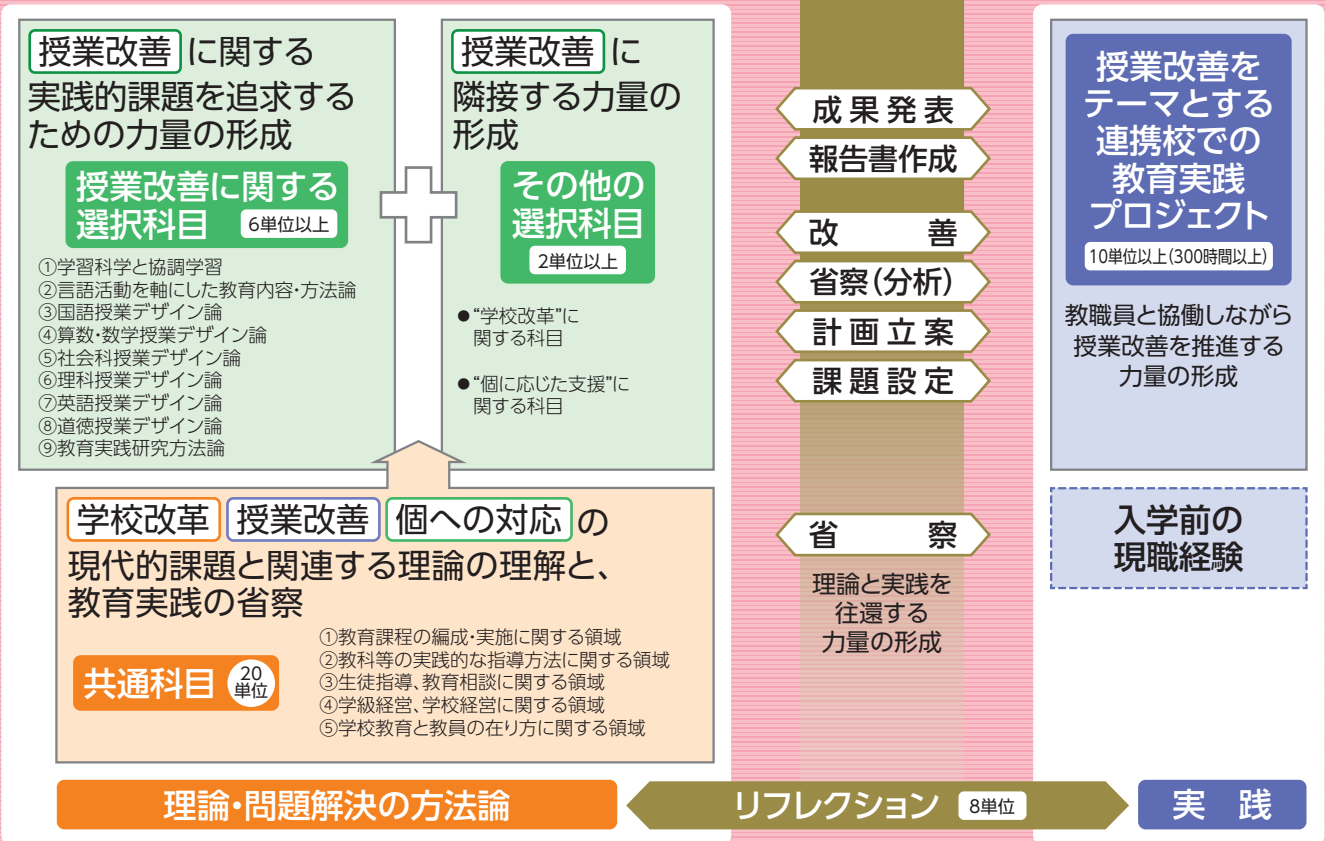 授業改善に関する
実践的課題を追求する
ための力量の形成
授業改善に関する
選択科目 6単位以上
①学習科学と協調学習
②言語活動を軸にした教育内容・方法論
③国語授業デザイン論
④算数・数学授業デザイン論
⑤社会科授業デザイン論
⑥理科授業デザイン論
⑦英語授業デザイン論
⑧道徳授業デザイン論
⑨教育実践研究方法論
授業改善に
隣接する力量の
形成
その他の
選択科目
2単位以上
●“学校改革”に
関する科目
●“個に応じた支援”に
関する科目
学校改革 授業改善 個への対応 の
現代的課題と関連する理論の理解と、
教育実践の省察
共通科目 20単位
①教育課程の編成・実施に関する領域
②教科等の実践的な指導方法に関する領域
③生徒指導、教育相談に関する領域
④学級経営、学校経営に関する領域
⑤学校教育と教員の在り方に関する領域
成果発表
報告書作成
改 善
省察(分析)
計画立案
課題設定
省 察
理論と実践を
往還する
力量の形成
授業改善を
テーマとする
連携校での
教育実践
プロジェクト
10単位以上(300時間以上)
教職員と協働しながら
授業改善を推進する
力量の形成
入学前の
現職経験
理論・問題解決の方法論
リフレクション 8単位
実 践